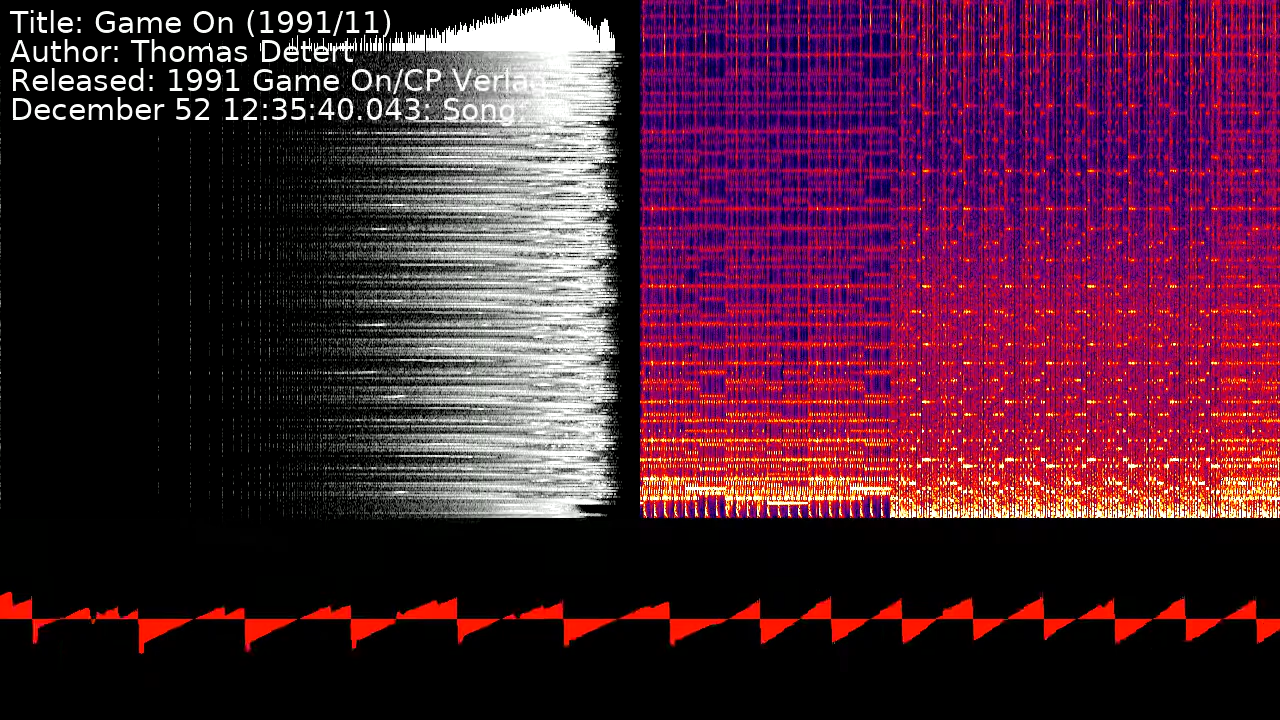 Title: Game On (1991/11)
Author: Thomas Detert
Released: 1991 Game On/CP Verlag
December 52 12:35:40.043: Song